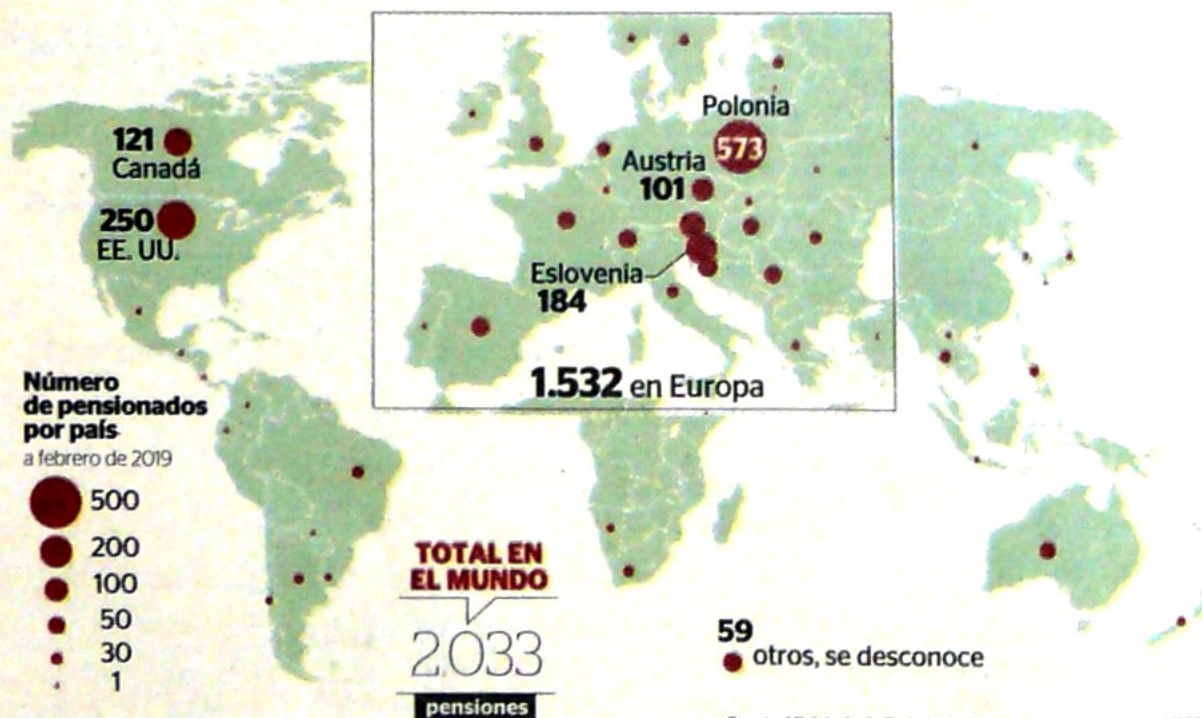 121
Canadá
250
EE. UU.
Polonia
573
Austria
101
Eslovenia
184
1.532 en Europa
Número
de pensionados
por país
a febrero de 2019
500
200
100
50
30
1
TOTAL EN
EL MUNDO
2.033
pensiones
59
otros, se desconoce